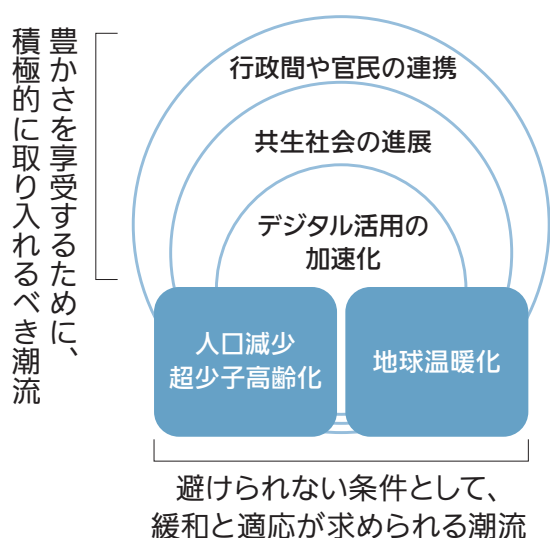 豊かさを享受するために、
積極的に取り入れるべき潮流
行政間や官民の連携
共生社会の進展
デジタル活用の
加速化
人口減少
超少子高齢化
地球温暖化
避けられない条件として、
緩和と適応が求められる潮流